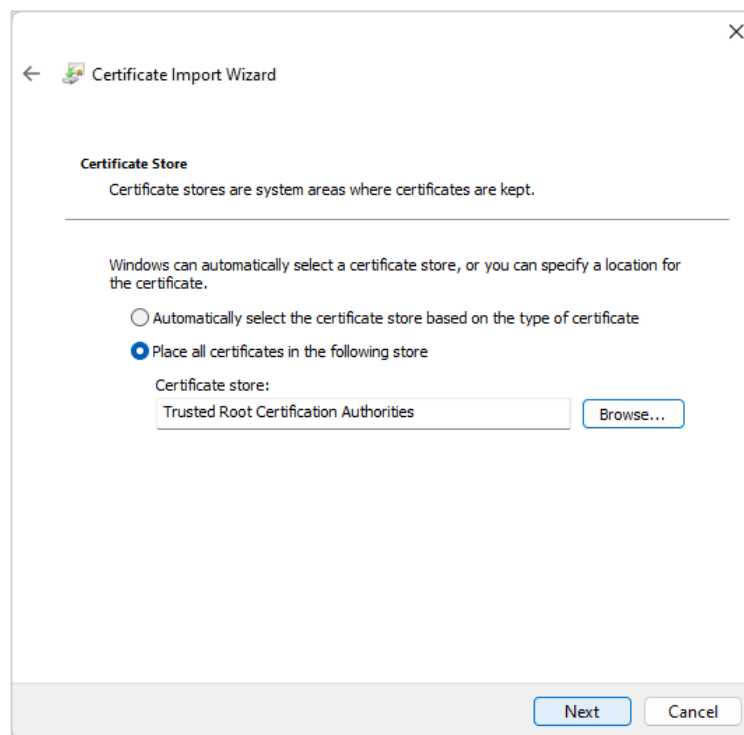 Certificate Import Wizard
Certificate Store
Certificate stores are system areas where certificates are kept.
Windows can automatically select a certificate store, or you can specify a location for
the certificate.
Automatically select the certificate store based on the type of certificate
Place all certificates in the following store
Certificate store:
Trusted Root Certification Authorities
Browse...
Next
Cancel